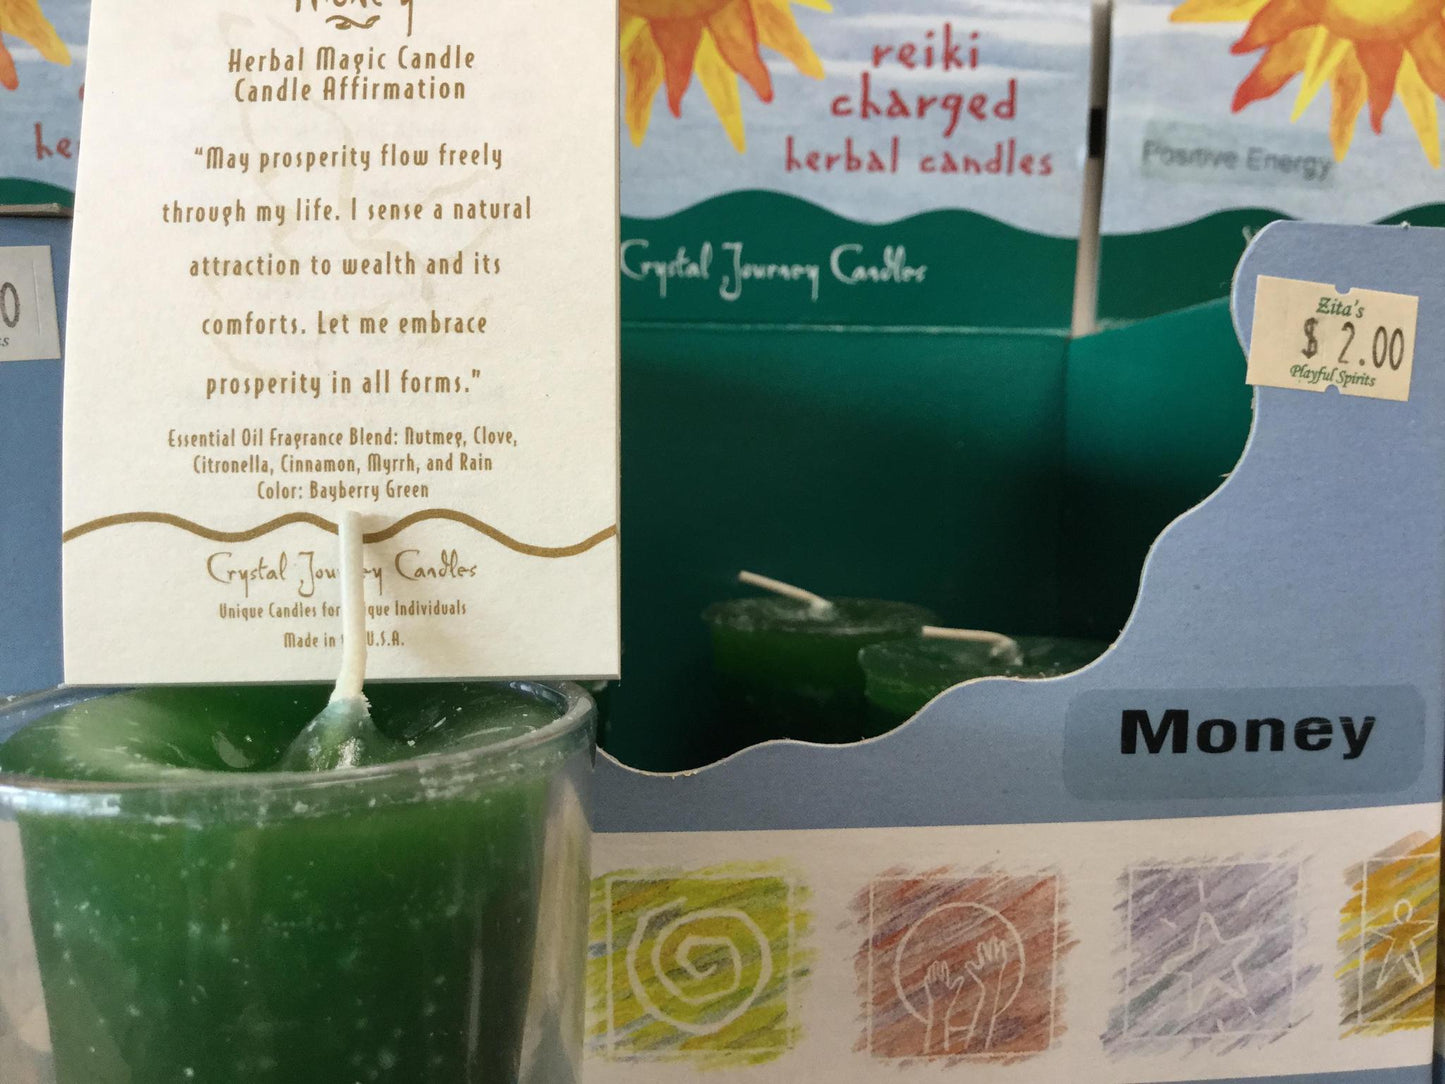 Money
Herbal Magic Candle
Candle Affirmation
"May prosperity flow freely
through my life. I sense a natural
attraction to wealth and its
comforts. Let me embrace
prosperity in all forms."
Essential Oil Fragrance Blend: Nutmeg, Clove,
Citronella, Cinnamon, Myrrh, and Rain
Color: Bayberry Green
Crystal Journey Candles
Unique Candles for Unique Individuals
Made in U.S.A.
reiki
charged
herbal candles
Crystal Journey Candles
Positive Energy
Zita's
$ 2.00
Playful Spirits
Money